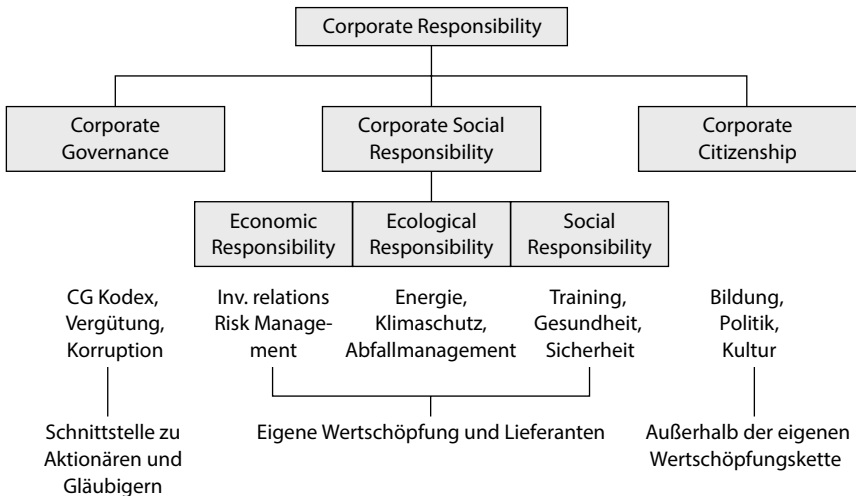 Corporate Responsibility
Corporate
Governance
Corporate Social
Responsibility
Corporate
Citizenship
Economic
Responsibility
Ecological
Responsibility
Social
Responsibility
CG Kodex,
Vergütung,
Korruption
Inv. relations
Risk Manage-
ment
Energie,
Klimaschutz,
Abfallmanagement
Training,
Gesundheit,
Sicherheit
Bildung,
Politik,
Kultur
Schnittstelle zu
Aktionären und
Gläubigern
Eigene Wertschöpfung und Lieferanten
Außerhalb der eigenen
Wertschöpfungskette